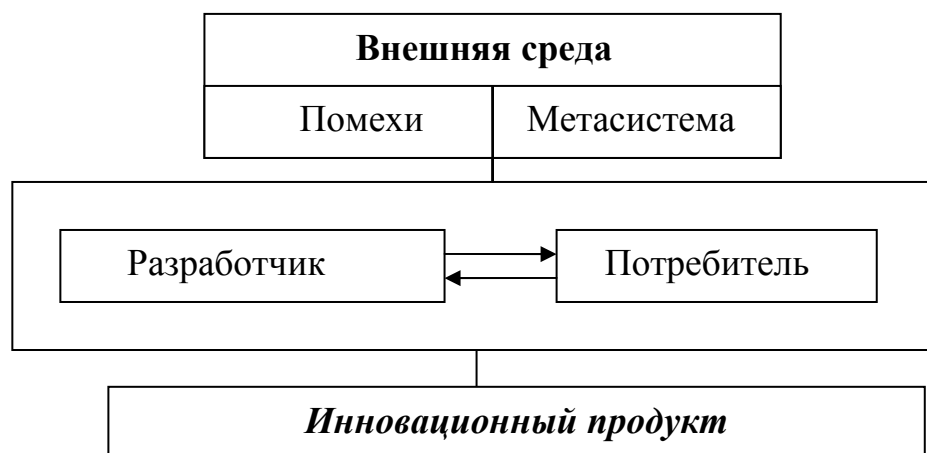 Внешняя среда
Помехи Метасистема
Разработчик Потребитель
Инновационный продукт